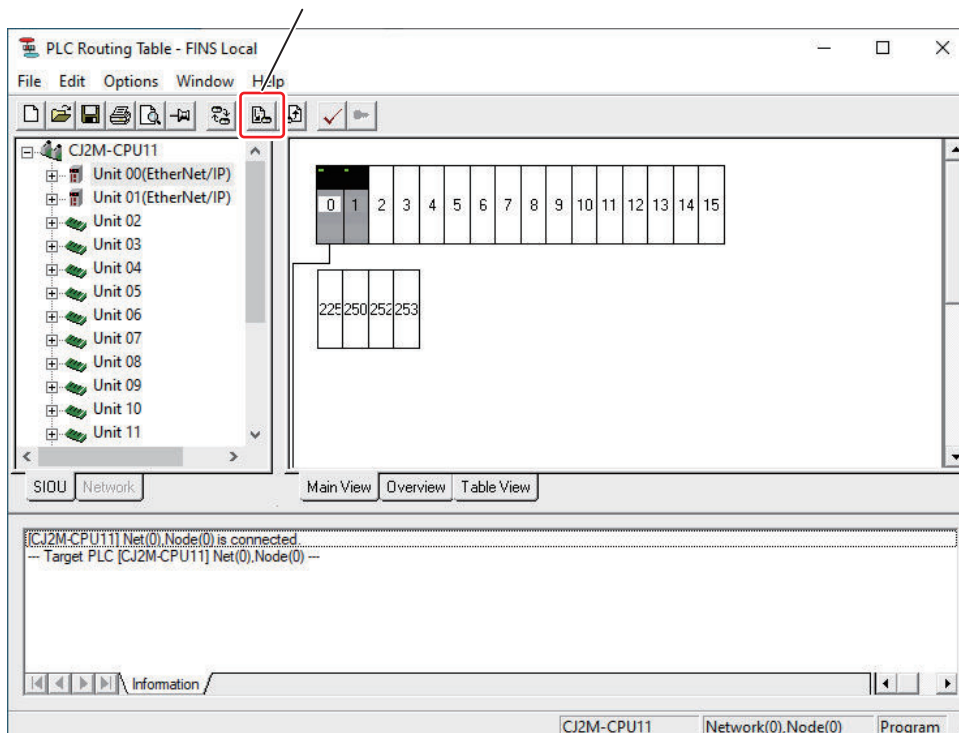 PLC Routing Table - FINS Local
File Edit Options Window Help
CJ2M-CPU11
Unit 00(EtherNet/IP)
Unit 01(EtherNet/IP)
Unit 02
Unit 03
Unit 04
Unit 05
Unit 06
Unit 07
Unit 08
Unit 09
Unit 10
Unit 11
0 1 2 3 4 5 6 7 8 9 10 11 12 13 14 15
225 250 252 253
SIOU Network
Main View Overview Table View
[CJ2M-CPU11] Net(0),Node(0) is connected.
--- Target PLC [CJ2M-CPU11] Net(0),Node(0) ---
Information
CJ2M-CPU11 Network(0),Node(0) Program